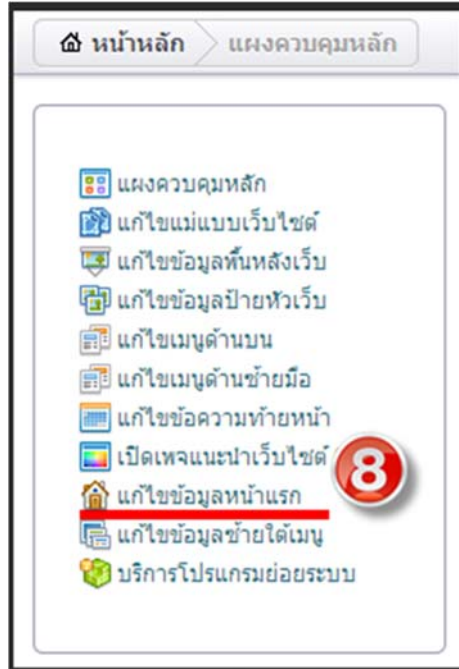 หน้าหลัก แผงควบคุมหลัก
แผงควบคุมหลัก
แก้ไขแม่แบบเว็บไซต์
แก้ไขข้อมูลพื้นหลังเว็บ
แก้ไขข้อมูลป้ายหัวเว็บ
แก้ไขเมนูด้านบน
แก้ไขเมนูด้านซ้ายมือ
แก้ไขข้อความท้ายหน้า
เปิดเพจแนะนำเว็บไซต์
8
แก้ไขข้อมูลหน้าแรก
แก้ไขข้อมูลซ้ายใต้เมนู
บริการโปรแกรมย่อยระบบ